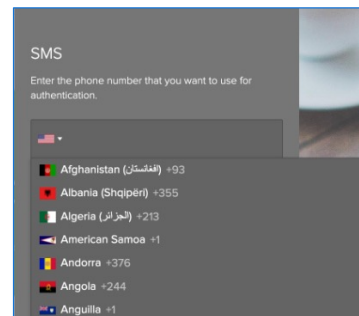 SMS
Enter the phone number that you want to use for
authentication.
Afghanistan (‫افغانستان‬‎) +93
Albania (Shqipëri) +355
Algeria (‫الجزائر‬‎) +213
American Samoa +1
Andorra +376
Angola +244
Anguilla +1